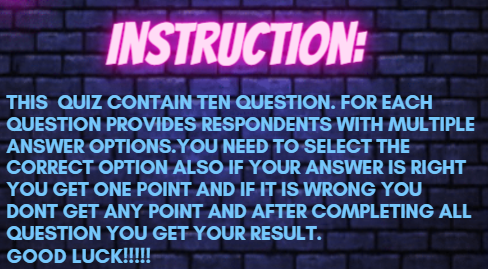 INSTRUCTION:
THIS QUIZ CONTAIN TEN QUESTION. FOR EACH
QUESTION PROVIDES RESPONDENTS WITH MULTIPLE
ANSWER OPTIONS.YOU NEED TO SELECT THE
CORRECT OPTION ALSO IF YOUR ANSWER IS RIGHT
YOU GET ONE POINT AND IF IT IS WRONG YOU
DONT GET ANY POINT AND AFTER COMPLETING ALL
QUESTION YOU GET YOUR RESULT.
GOOD LUCK!!!!!